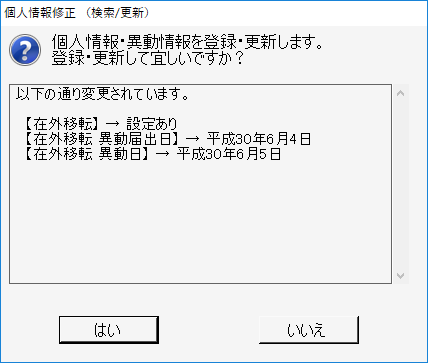 個人情報修正 （検索/更新）
個人情報・異動情報を登録・更新します。
登録・更新して宜しいですか？
以下の通り変更されています。
【在外移転】 → 設定あり
【在外移転 異動届出日】 → 平成30年6月4日
【在外移転 異動日】 → 平成30年6月5日
はい
いいえ